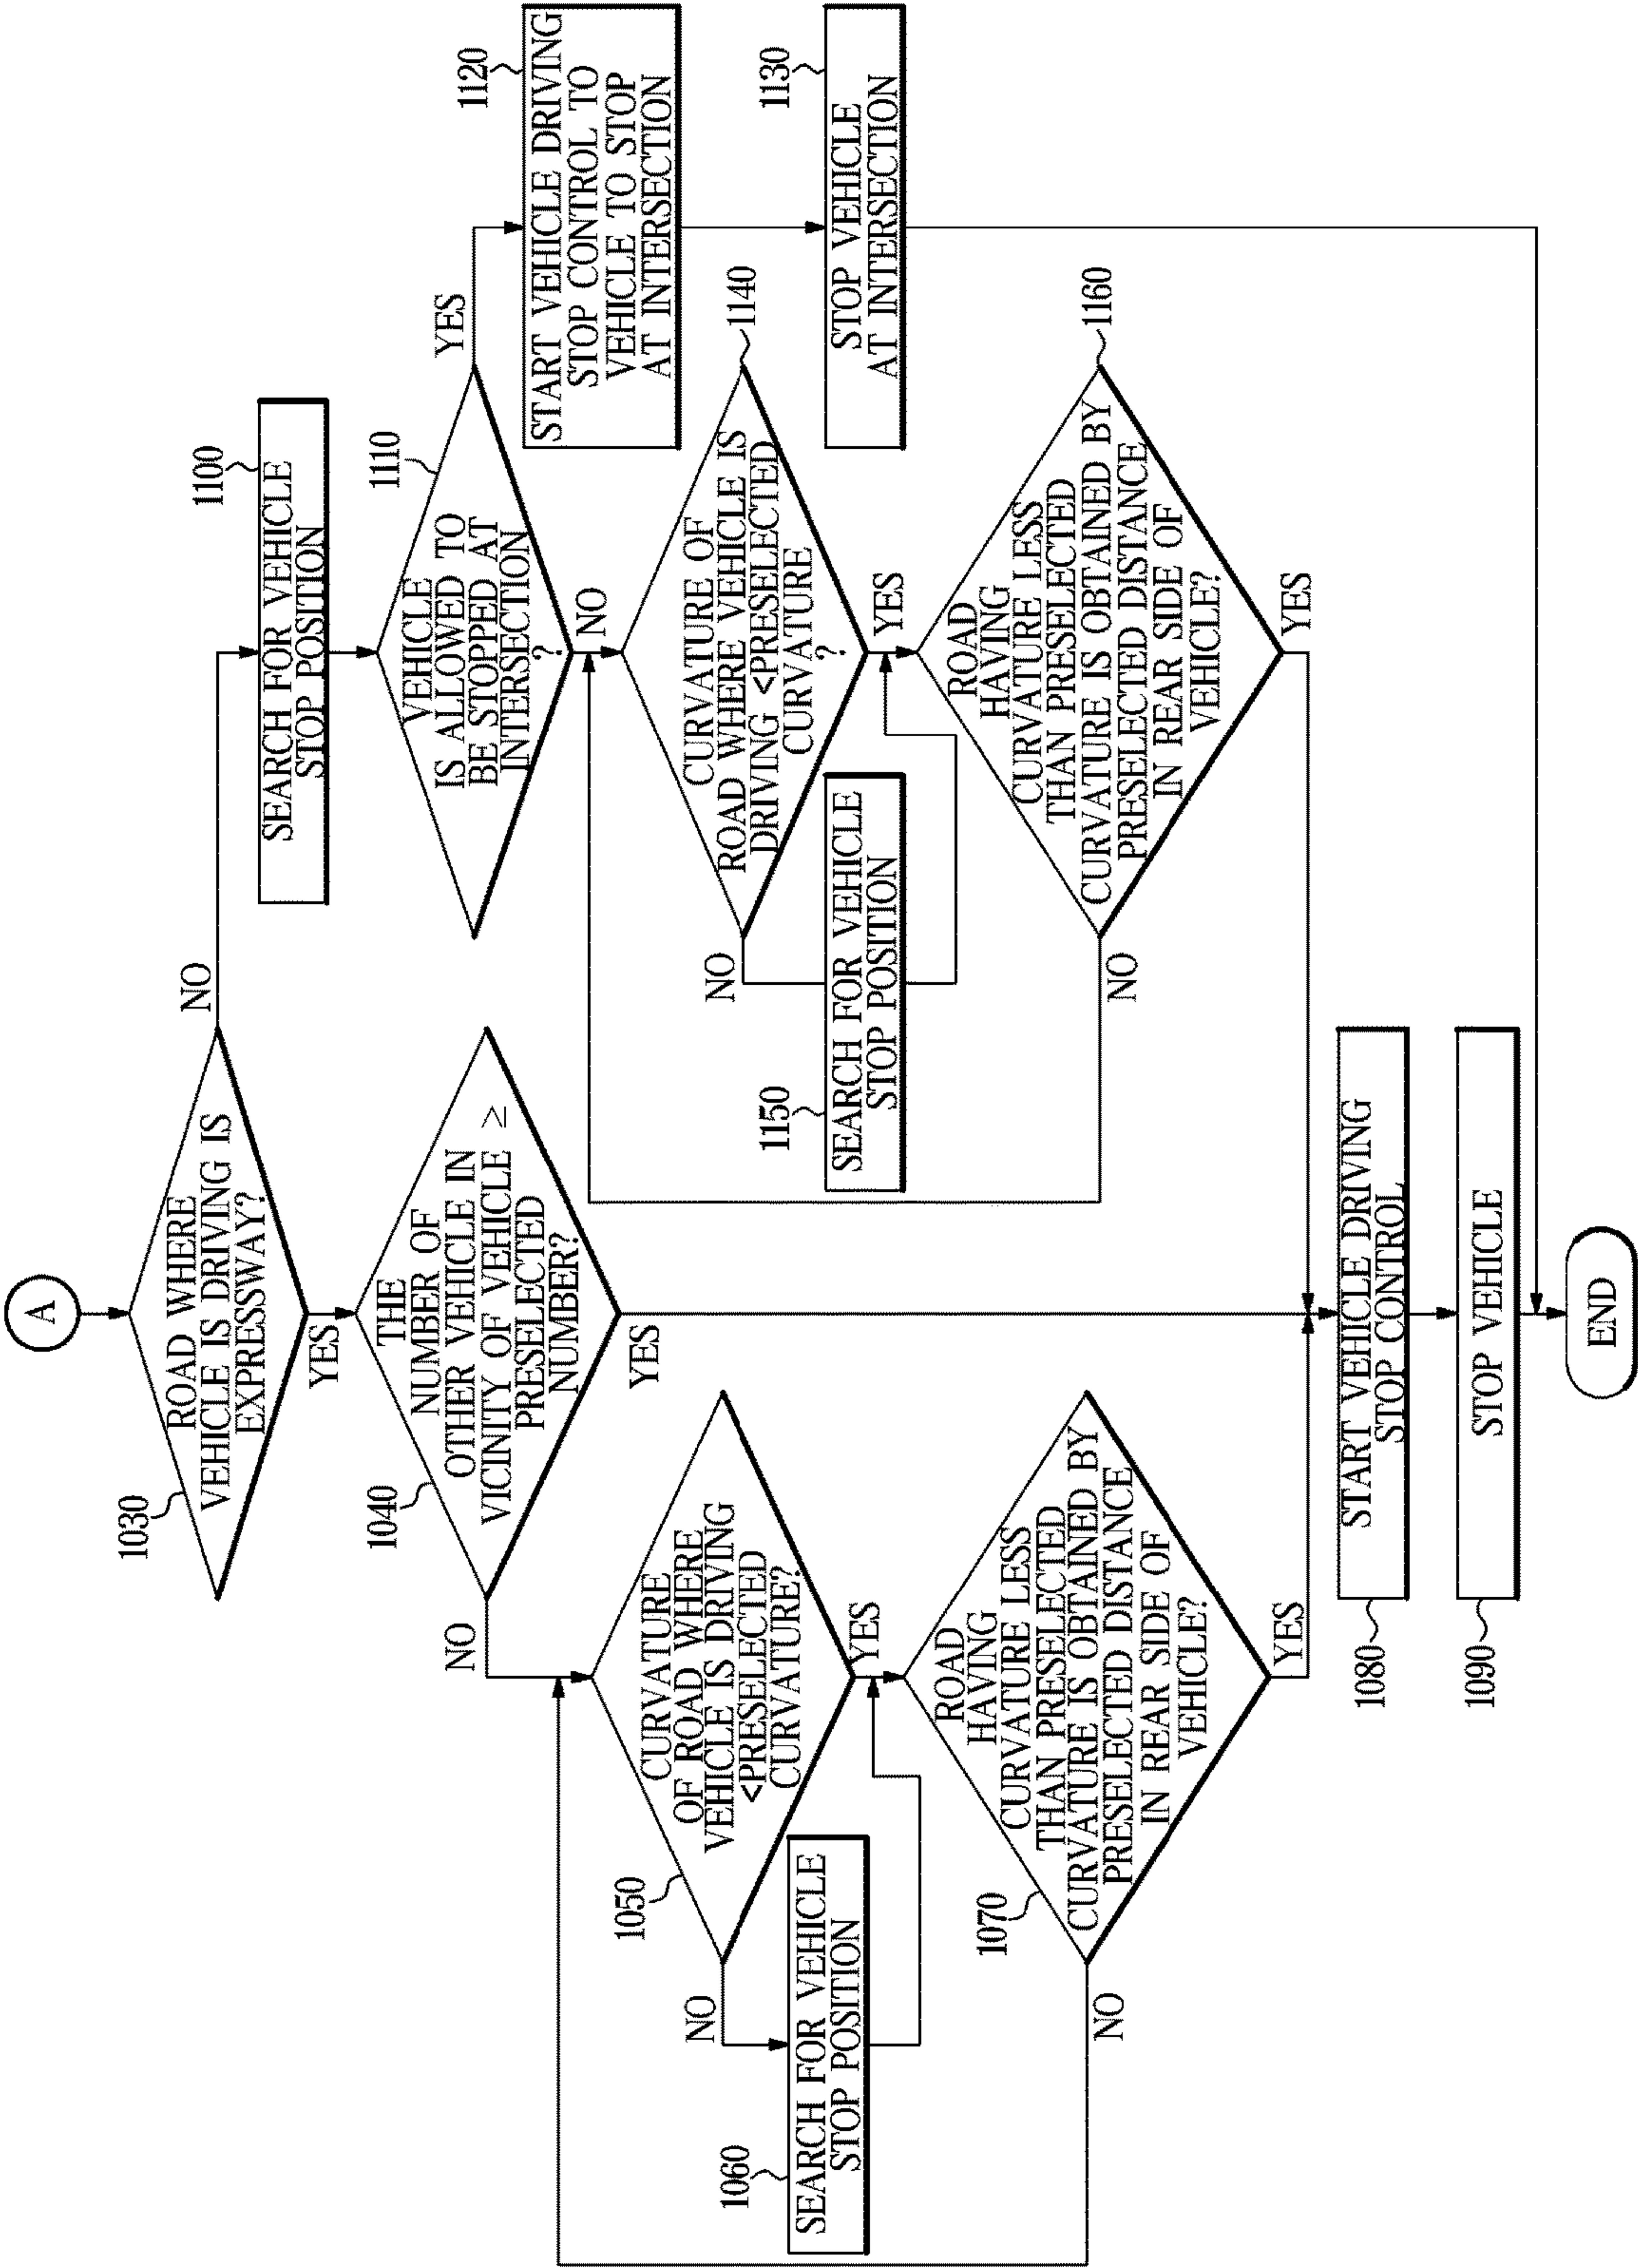 A
1030
ROAD WHERE
VEHICLE IS DRIVING IS
EXPRESSWAY?
NO
YES
1040
THE
NUMBER OF
OTHER VEHICLE IN
VICINITY OF VEHICLE ≥
PRESELECTED
NUMBER?
NO
YES
1050
CURVATURE
OF ROAD WHERE
VEHICLE IS DRIVING
<PRESELECTED
CURVATURE?
NO
YES
1060
SEARCH FOR VEHICLE
STOP POSITION
1070
ROAD
HAVING
CURVATURE LESS
THAN PRESELECTED
CURVATURE IS OBTAINED BY
PRESELECTED DISTANCE
IN REAR SIDE OF
VEHICLE?
NO
YES
1080
START VEHICLE DRIVING
STOP CONTROL
1090
STOP VEHICLE
END
1100
SEARCH FOR VEHICLE
STOP POSITION
1110
VEHICLE
IS ALLOWED TO
BE STOPPED AT
INTERSECTION
?
YES
NO
1120
START VEHICLE DRIVING
STOP CONTROL TO
VEHICLE TO STOP
AT INTERSECTION
1130
STOP VEHICLE
AT INTERSECTION
1140
CURVATURE OF
ROAD WHERE VEHICLE IS
DRIVING <PRESELECTED
CURVATURE
?
NO
YES
1150
SEARCH FOR VEHICLE
STOP POSITION
1160
ROAD
HAVING
CURVATURE LESS
THAN PRESELECTED
CURVATURE IS OBTAINED BY
PRESELECTED DISTANCE
IN REAR SIDE OF
VEHICLE?
NO
YES